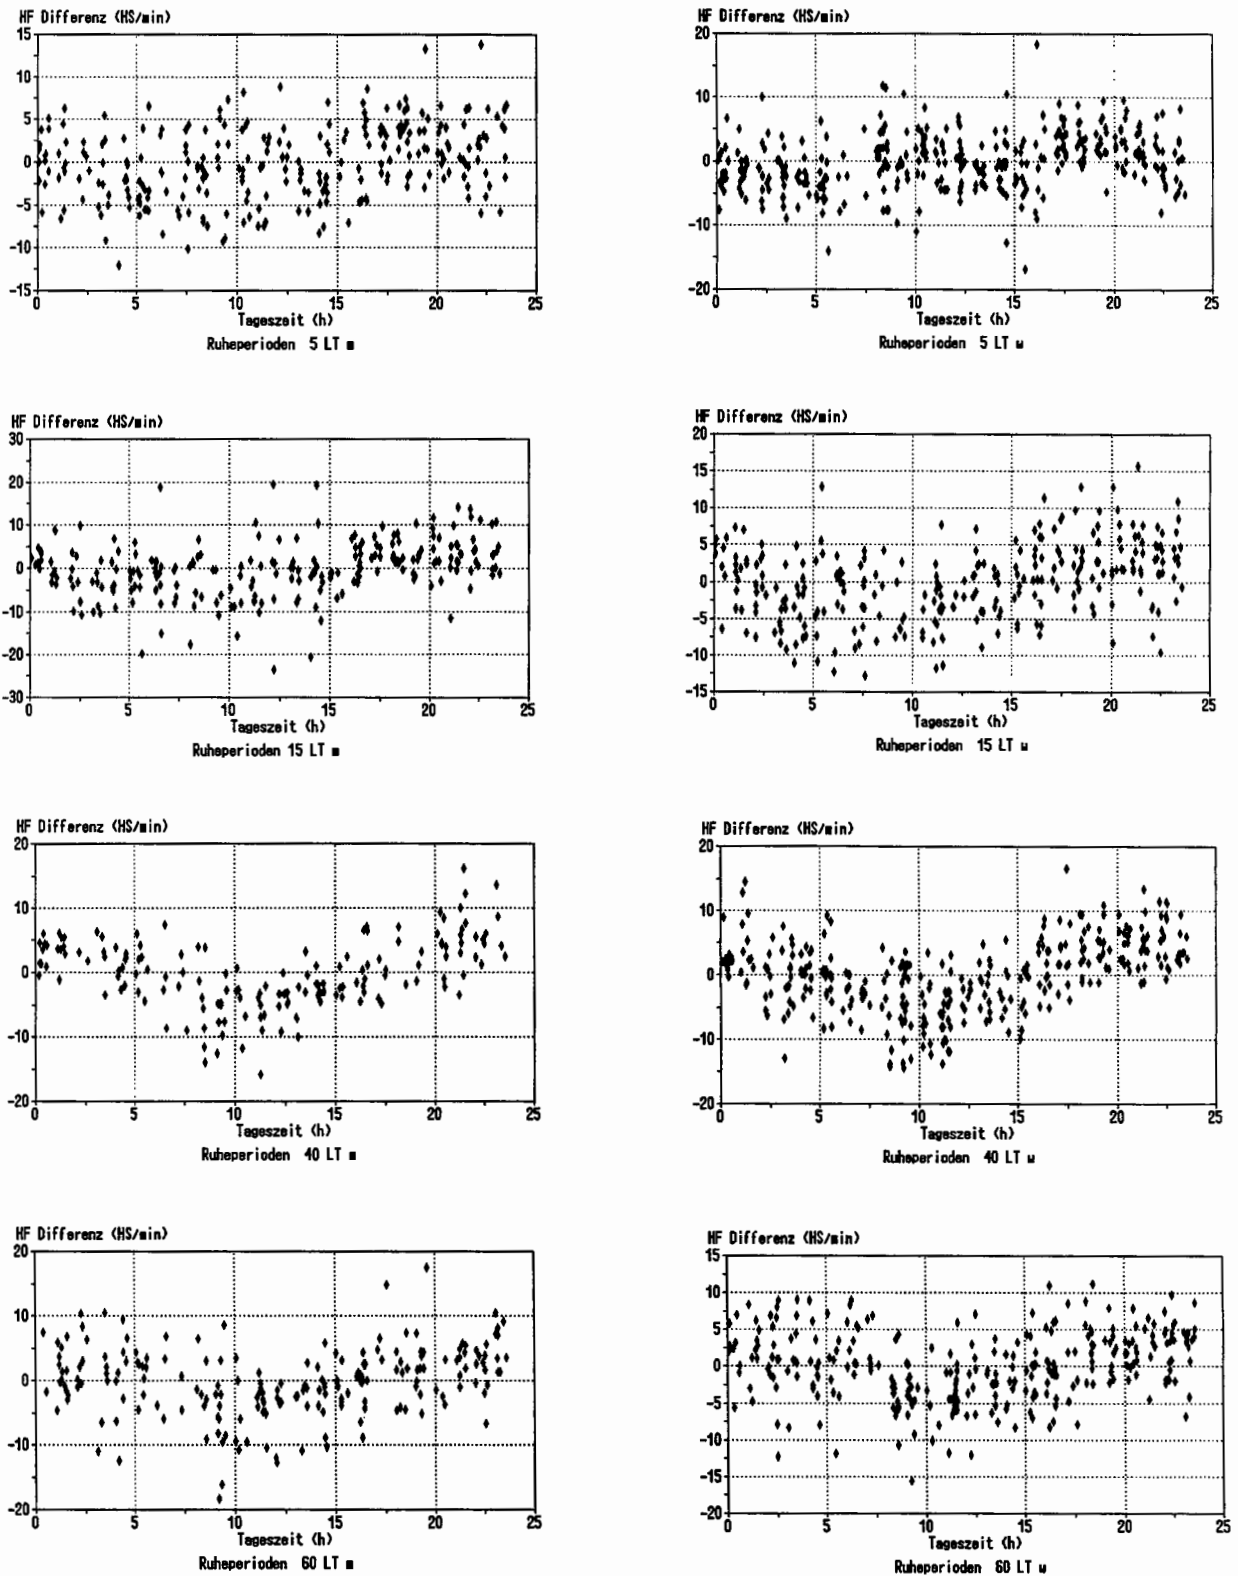 HF Differenz (HS/min)
15
10
5
0
-5
-10
-15
0 5 10 15 20 25
Tageszeit (h)
Ruheperioden 5 LT m
HF Differenz (HS/min)
20
10
0
-10
-20
0 5 10 15 20 25
Tageszeit (h)
Ruheperioden 5 LT w
HF Differenz (HS/min)
30
20
10
0
-10
-20
-30
0 5 10 15 20 25
Tageszeit (h)
Ruheperioden 15 LT m
HF Differenz (HS/min)
20
15
10
5
0
-5
-10
-15
0 5 10 15 20 25
Tageszeit (h)
Ruheperioden 15 LT w
HF Differenz (HS/min)
20
10
0
-10
-20
0 5 10 15 20 25
Tageszeit (h)
Ruheperioden 40 LT m
HF Differenz (HS/min)
20
10
0
-10
-20
0 5 10 15 20 25
Tageszeit (h)
Ruheperioden 40 LT w
HF Differenz (HS/min)
20
10
0
-10
-20
0 5 10 15 20 25
Tageszeit (h)
Ruheperioden 60 LT m
HF Differenz (HS/min)
15
10
5
0
-5
-10
-15
-20
0 5 10 15 20 25
Tageszeit (h)
Ruheperioden 60 LT w